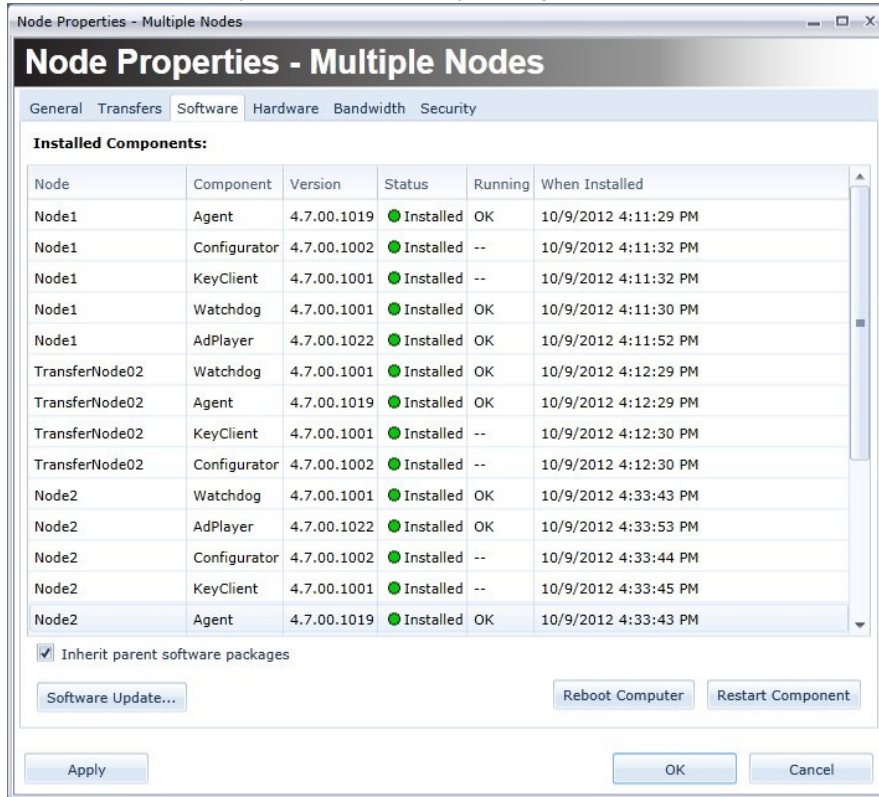 Node Properties - Multiple Nodes
Node Properties - Multiple Nodes
General Transfers Software Hardware Bandwidth Security
Installed Components:
Node Component Version Status Running When Installed
Node1 Agent 4.7.00.1019 Installed OK 10/9/2012 4:11:29 PM
Node1 Configurator 4.7.00.1002 Installed -- 10/9/2012 4:11:32 PM
Node1 KeyClient 4.7.00.1001 Installed -- 10/9/2012 4:11:32 PM
Node1 Watchdog 4.7.00.1001 Installed OK 10/9/2012 4:11:30 PM
Node1 AdPlayer 4.7.00.1022 Installed OK 10/9/2012 4:11:52 PM
TransferNode02 Watchdog 4.7.00.1001 Installed OK 10/9/2012 4:12:29 PM
TransferNode02 Agent 4.7.00.1019 Installed OK 10/9/2012 4:12:29 PM
TransferNode02 KeyClient 4.7.00.1001 Installed -- 10/9/2012 4:12:30 PM
TransferNode02 Configurator 4.7.00.1002 Installed -- 10/9/2012 4:12:30 PM
Node2 Watchdog 4.7.00.1001 Installed OK 10/9/2012 4:33:43 PM
Node2 AdPlayer 4.7.00.1022 Installed OK 10/9/2012 4:33:53 PM
Node2 Configurator 4.7.00.1002 Installed -- 10/9/2012 4:33:44 PM
Node2 KeyClient 4.7.00.1001 Installed -- 10/9/2012 4:33:45 PM
Node2 Agent 4.7.00.1019 Installed OK 10/9/2012 4:33:43 PM
Inherit parent software packages
Software Update... Reboot Computer Restart Component
Apply OK Cancel